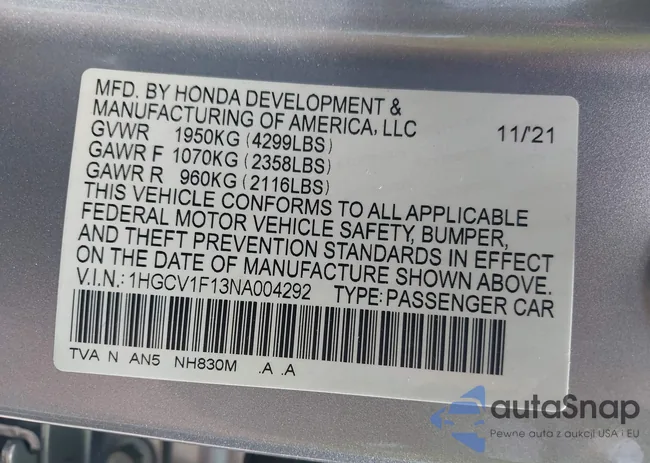 MFD. BY HONDA DEVELOPMENT &
MANUFACTURING OF AMERICA, LLC 11/'21
GVWR 1950KG (4299LBS)
GAWR F 1070KG (2358LBS)
GAWR R 960KG (2116LBS)
THIS VEHICLE CONFORMS TO ALL APPLICABLE
FEDERAL MOTOR VEHICLE SAFETY, BUMPER,
AND THEFT PREVENTION STANDARDS IN EFFECT
ON THE DATE OF MANUFACTURE SHOWN ABOVE.
V.I.N.: 1HGCV1F13NA004292 TYPE: PASSENGER CAR
TVA N AN5 NH830M .A .A
autaSnap
Pewne auta z aukcji USA i EU